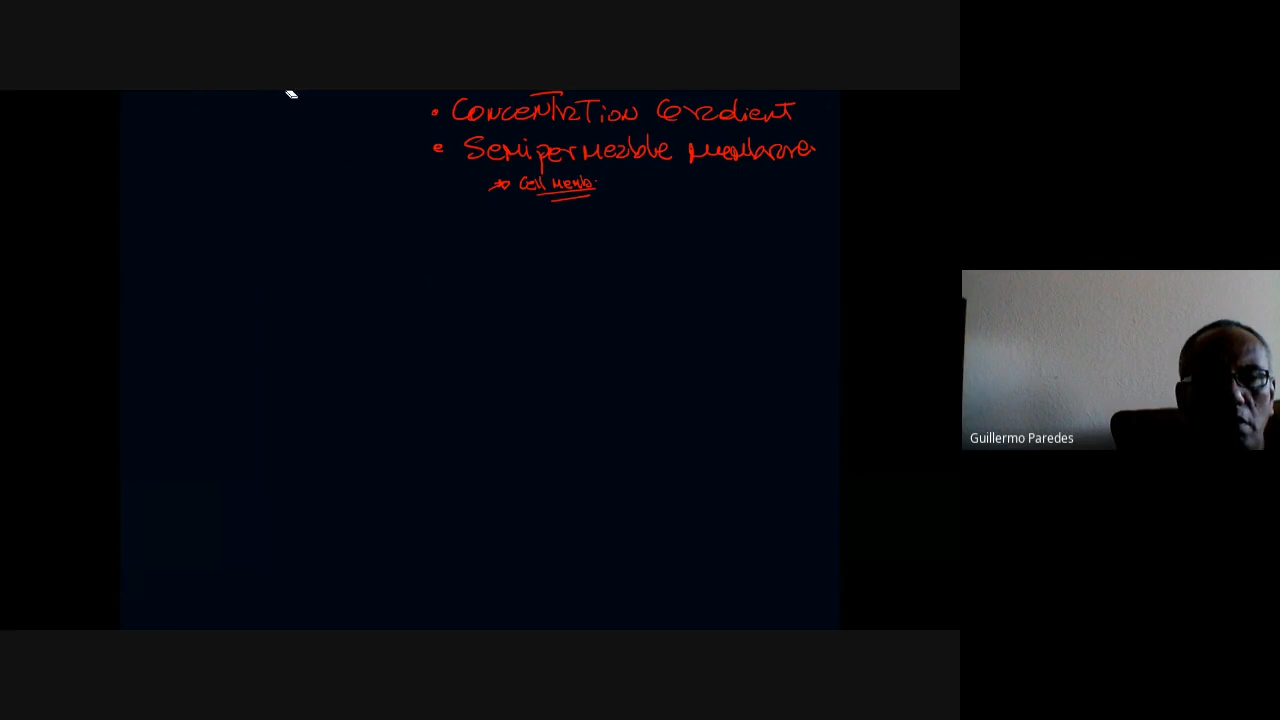 • Concentration Gradient
• Semipermeable membrane
→ Cell memb.
Guillermo Paredes